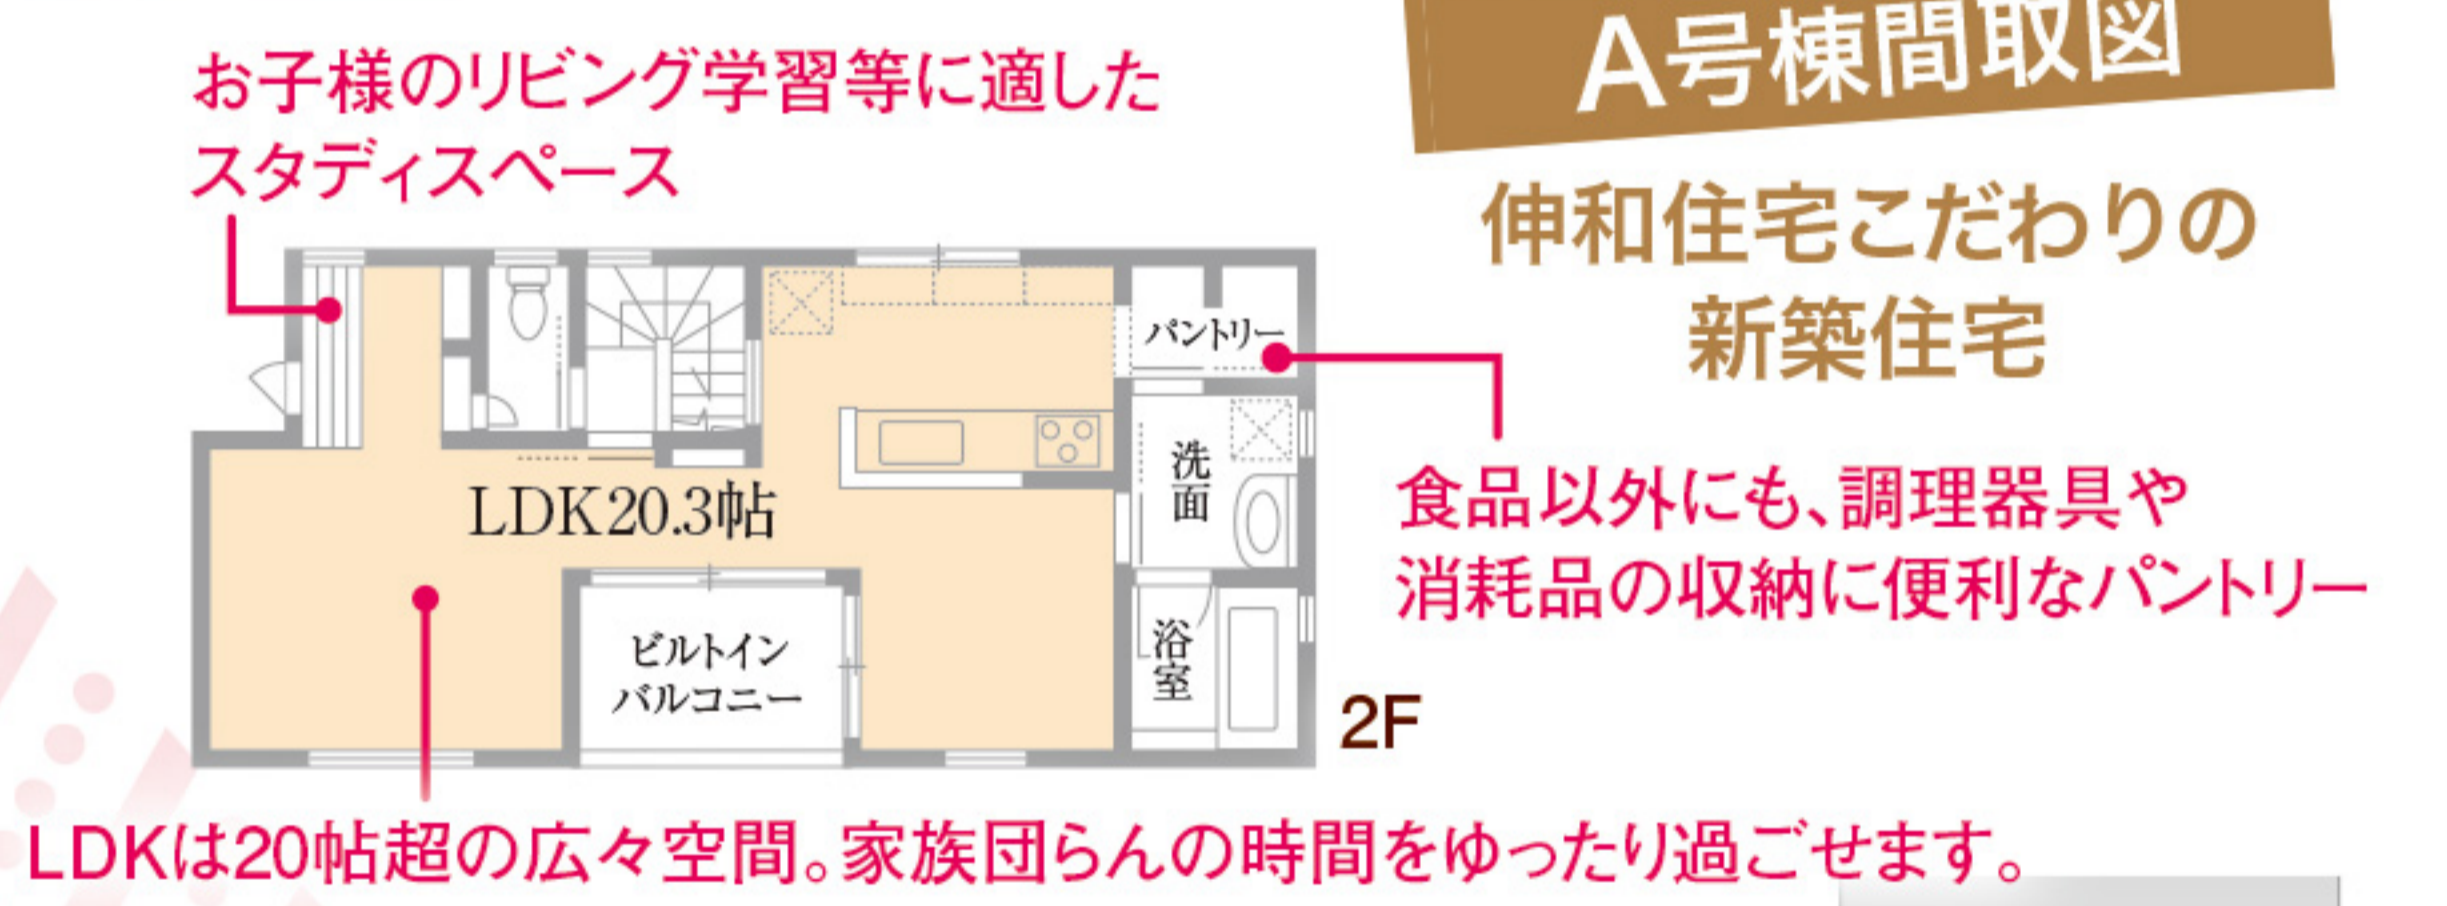 A号棟間取図
伸和住宅こだわりの
新築住宅
お子様のリビング学習等に適した
スタディスペース
パントリー
洗面
LDK20.3帖
ビルトイン
バルコニー
浴室
2F
食品以外にも、調理器具や
消耗品の収納に便利なパントリー
LDKは20帖超の広々空間。家族団らんの時間をゆったり過ごせます。